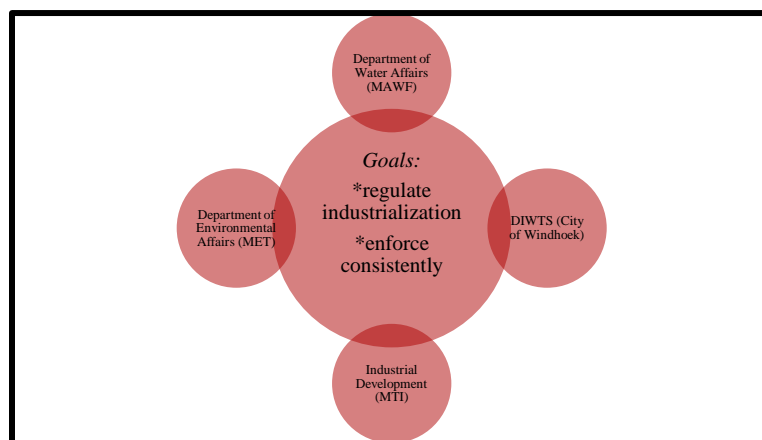 Department of
Water Affairs
(MAWF)
Goals:
*regulate
industrialization
*enforce
consistently
Department of
Environmental
Affairs (MET)
DIWTS (City
of Windhoek)
Industrial
Development
(MTI)